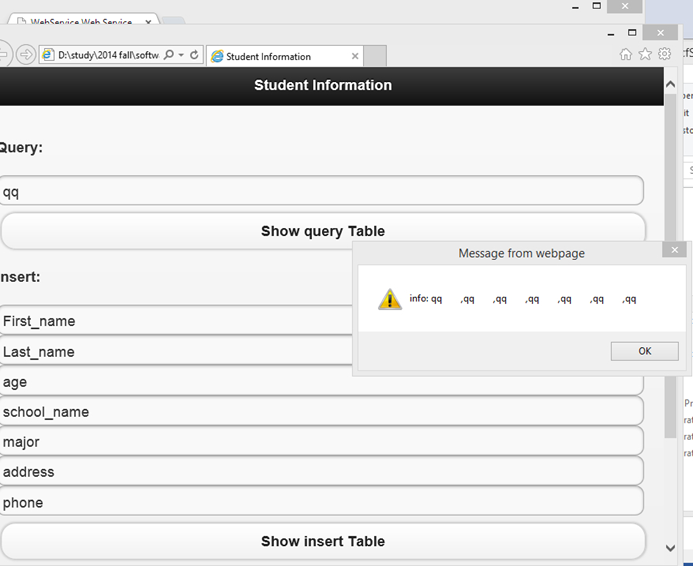 WebService Web Service
D:\study\2014 fall\softw
Student Information
Student Information
Query:
qq
Show query Table
Message from webpage
info: qq ,qq ,qq ,qq ,qq ,qq ,qq
OK
nsert:
First_name
Last_name
age
school_name
major
address
phone
Show insert Table